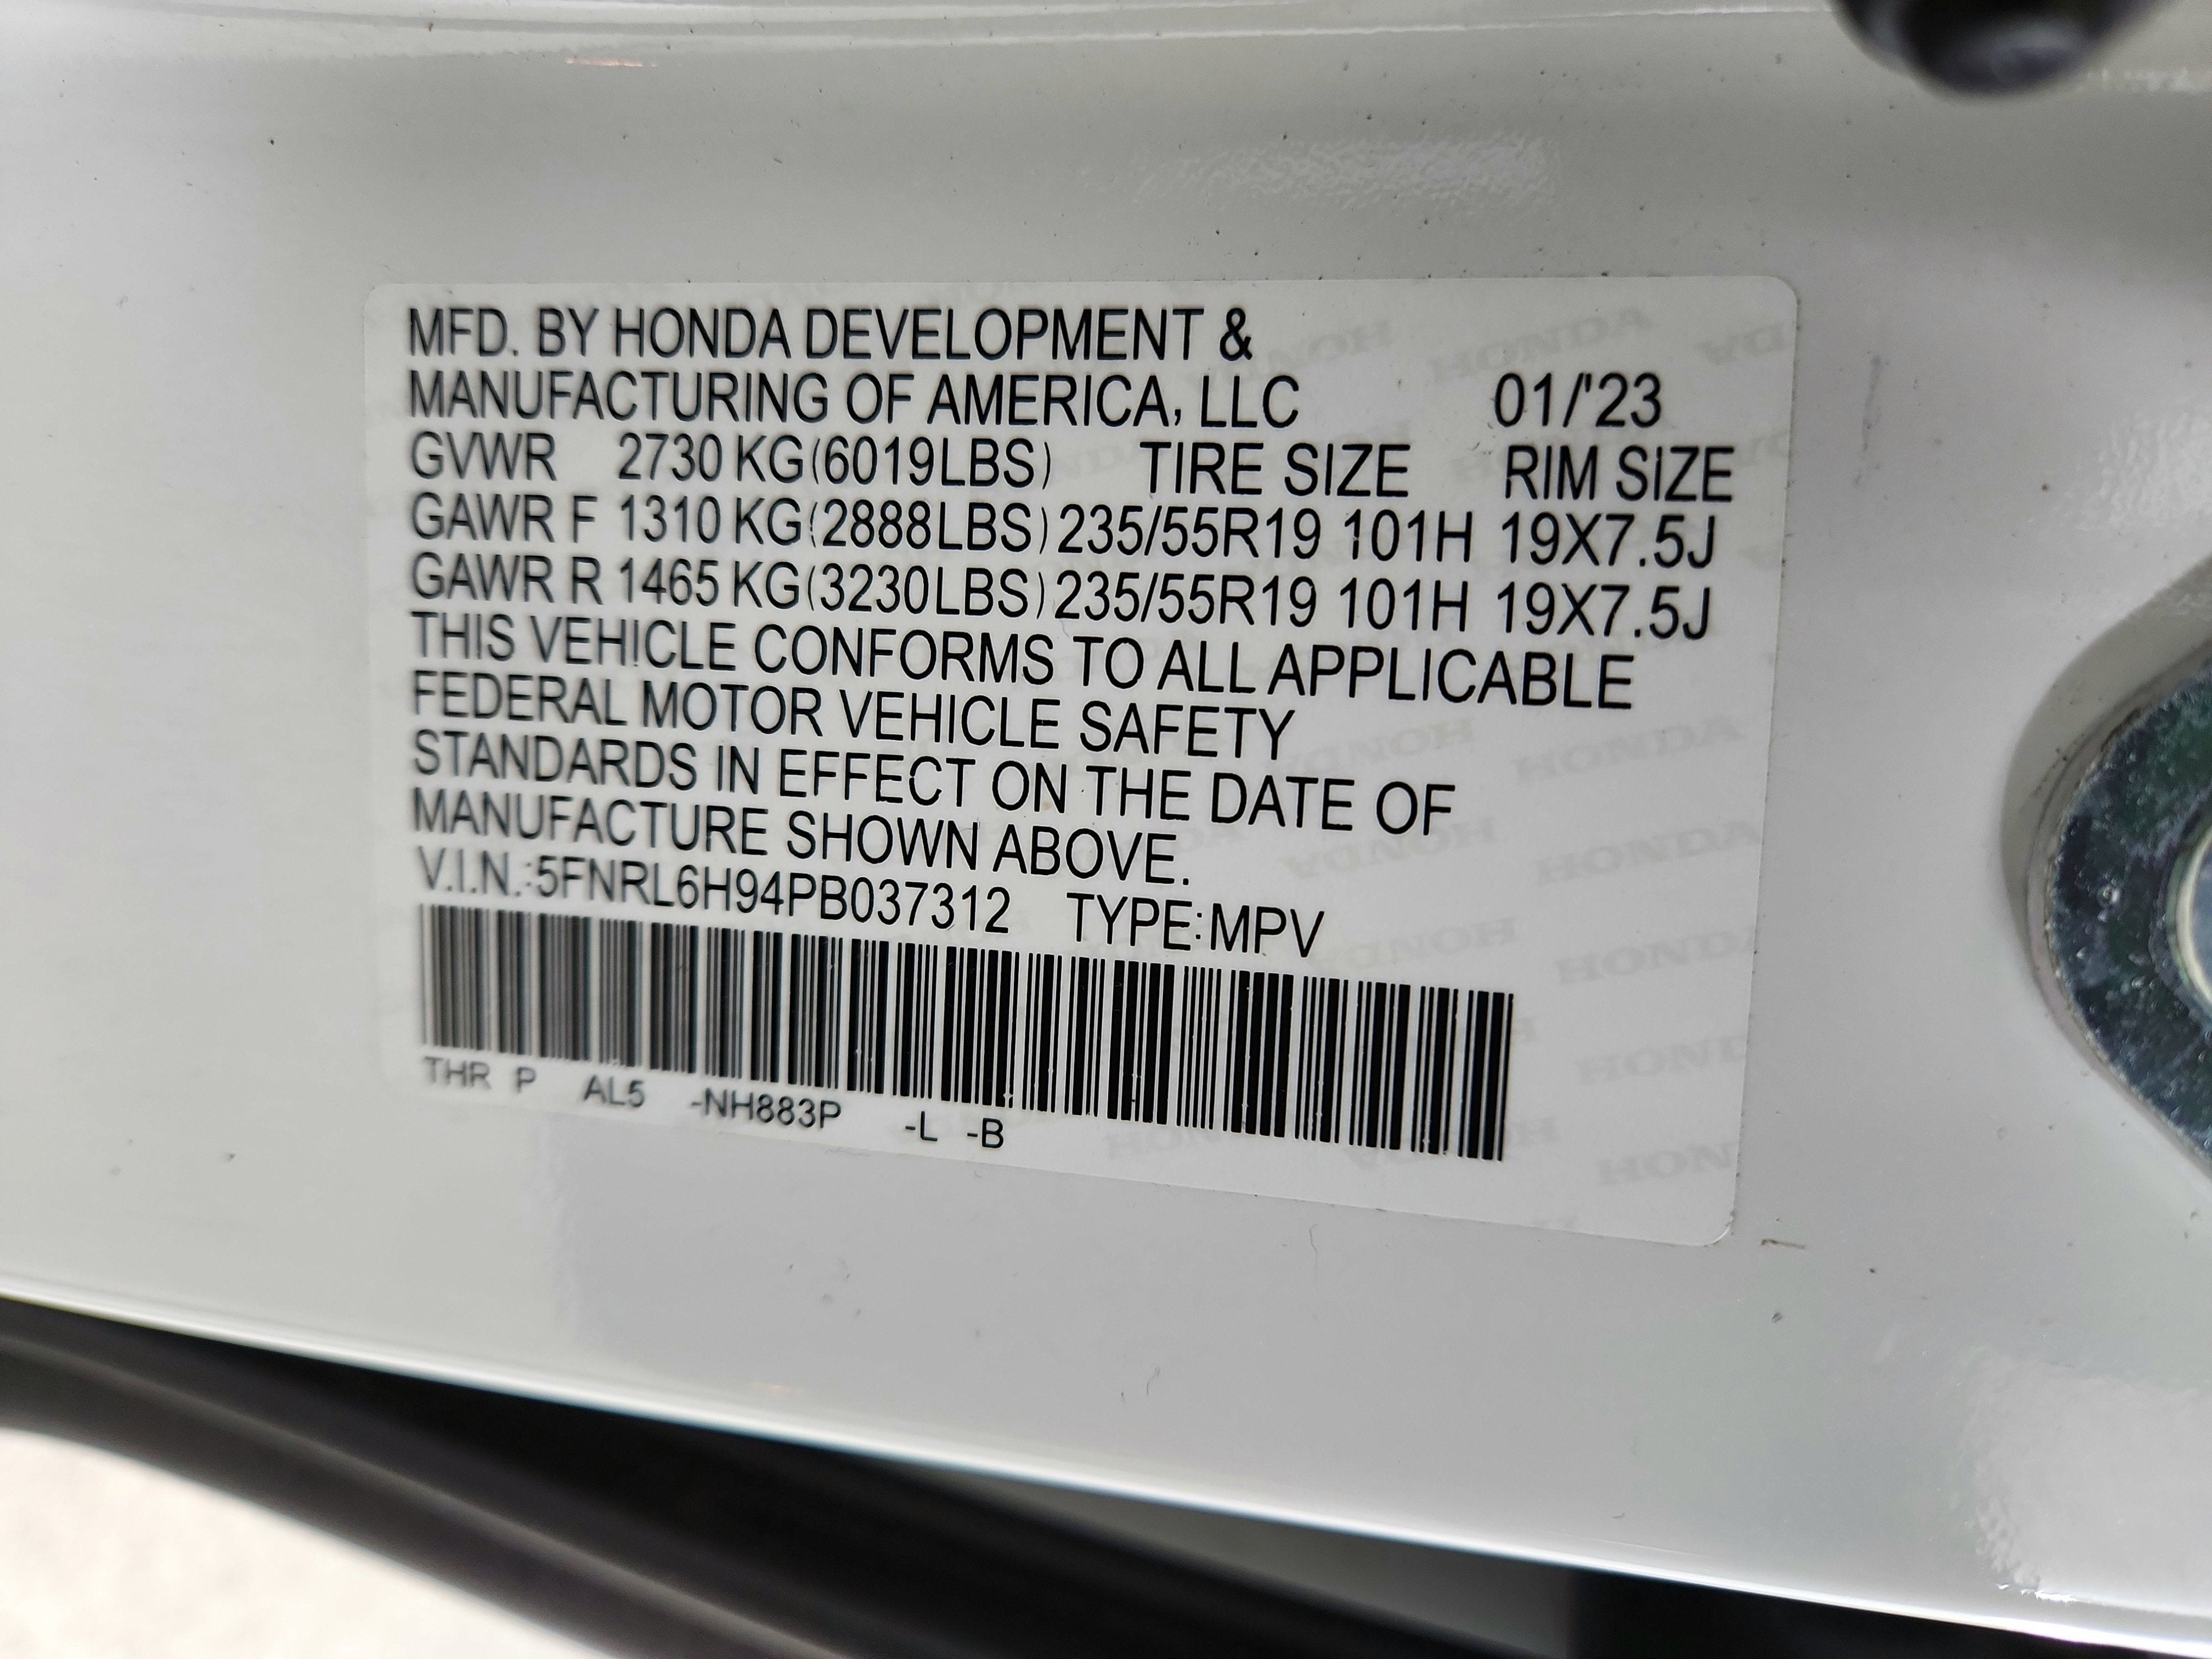 MFD. BY HONDA DEVELOPMENT &
MANUFACTURING OF AMERICA, LLC 01/'23
GVWR 2730 KG(6019LBS) TIRE SIZE RIM SIZE
GAWR F 1310 KG(2888LBS) 235/55R19 101H 19X7.5J
GAWR R 1465 KG(3230LBS) 235/55R19 101H 19X7.5J
THIS VEHICLE CONFORMS TO ALL APPLICABLE
FEDERAL MOTOR VEHICLE SAFETY
STANDARDS IN EFFECT ON THE DATE OF
MANUFACTURE SHOWN ABOVE.
V.I.N.:5FNRL6H94PB037312 TYPE:MPV
THR P AL5 -NH883P -L -B